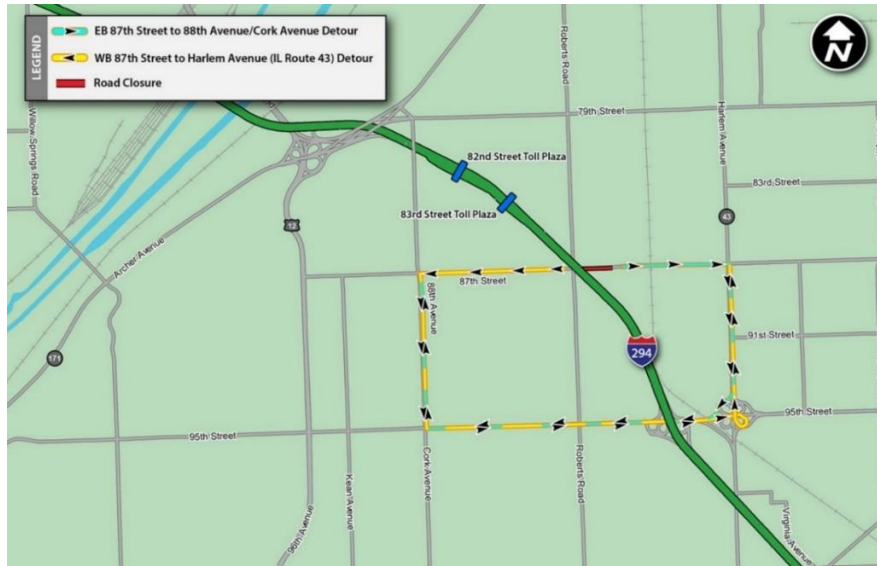 LEGEND
EB 87th Street to 88th Avenue/Cork Avenue Detour
WB 87th Street to Harlem Avenue (IL Route 43) Detour
Road Closure
N
Roberts Road
Harlem Avenue
Willow Springs Road
79th Street
82nd Street Toll Plaza
83rd Street
83rd Street Toll Plaza
43
12
Archer Avenue
87th Street
88th Avenue
91st Street
294
171
95th Street
95th Street
Cork Avenue
Roberts Road
Kean Avenue
96th Avenue
Virginia Avenue